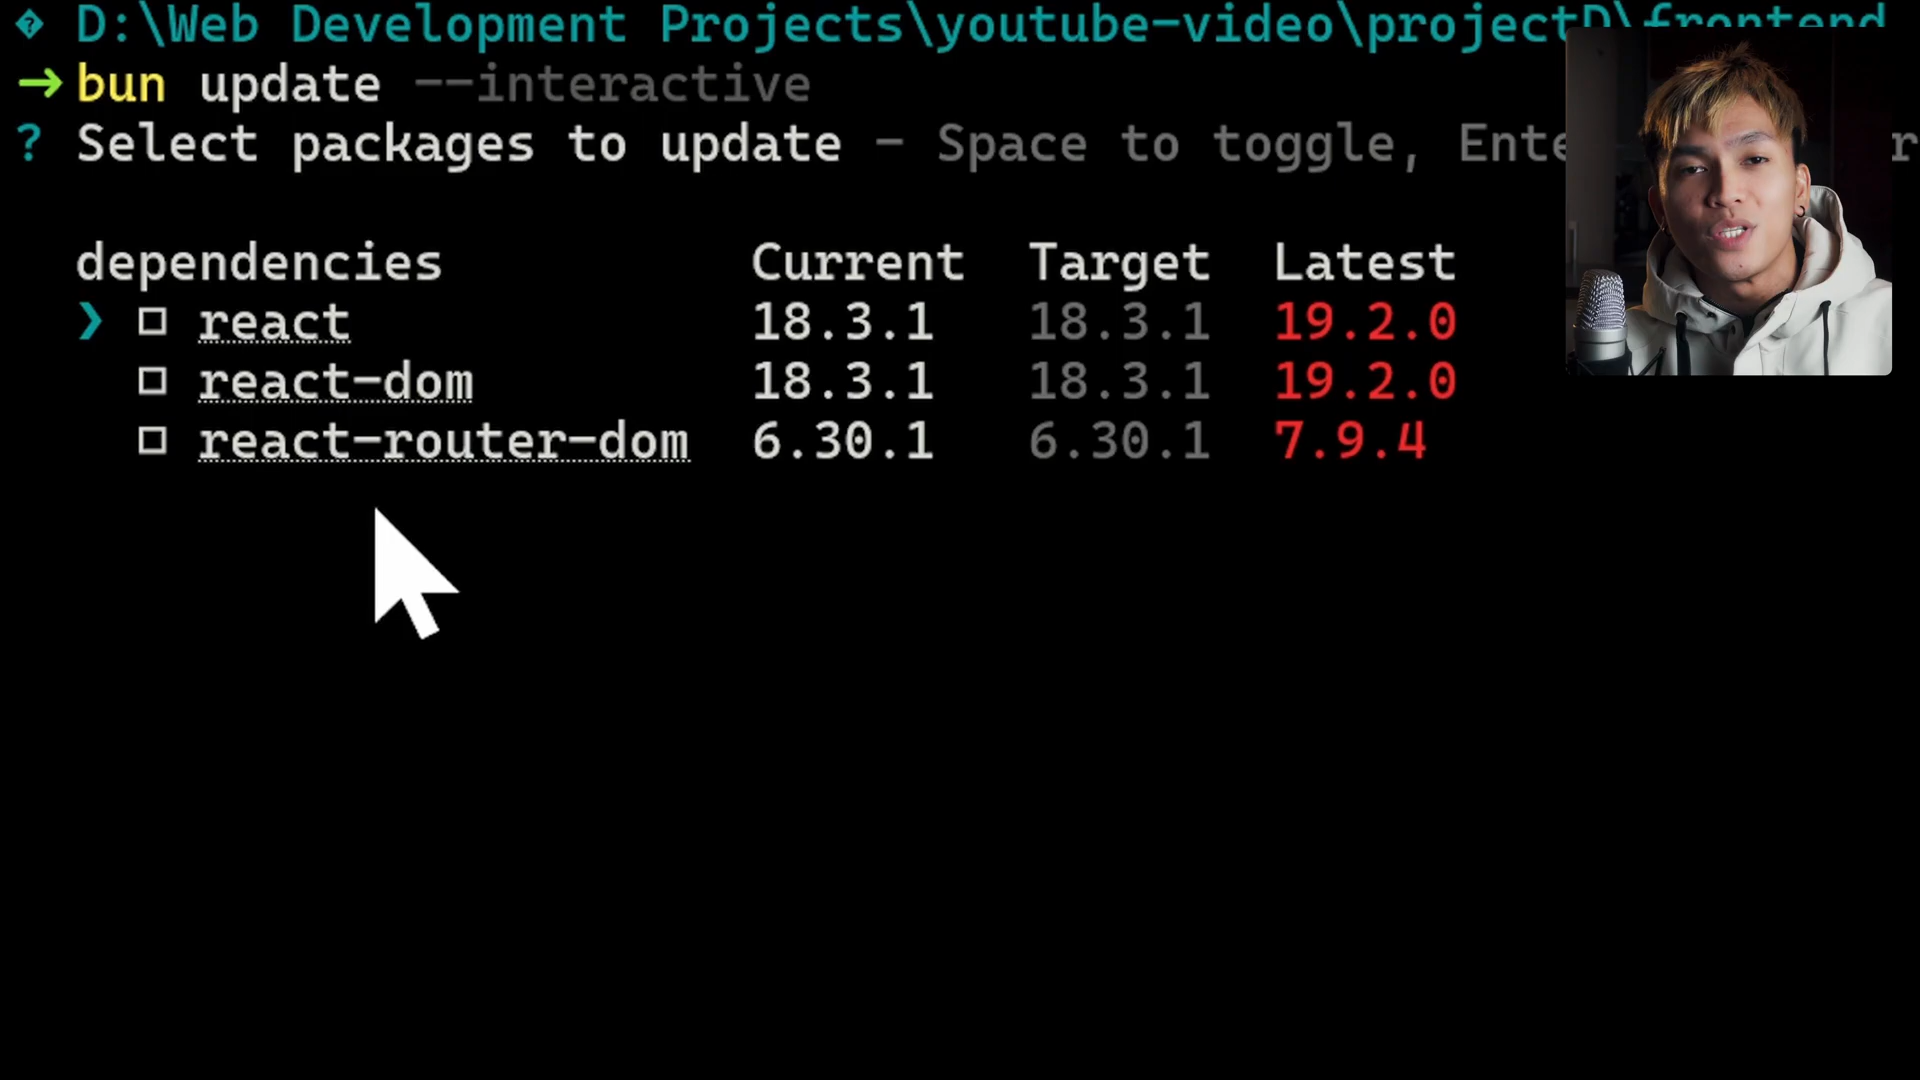 D:\Web Development Projects\youtube-video\projectD\frontend
→ bun update --interactive
? Select packages to update - Space to toggle,
dependencies Current Target Latest
❯ □ react 18.3.1 18.3.1 19.2.0
□ react-dom 18.3.1 18.3.1 19.2.0
□ react-router-dom 6.30.1 6.30.1 7.9.4